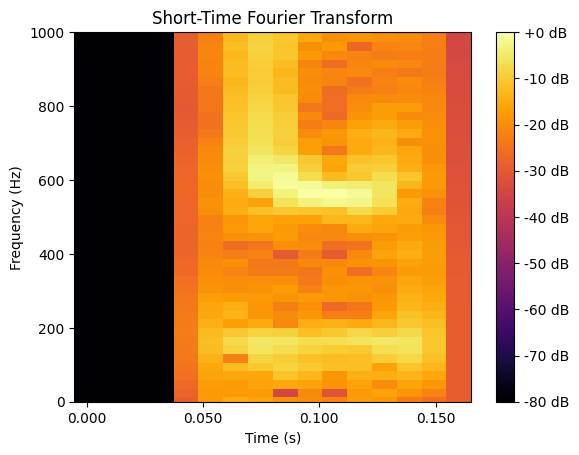 Short-Time Fourier Transform
1000
800
600
400
200
0
Frequency (Hz)
0.000
0.050
0.100
0.150
Time (s)
+0 dB
-10 dB
-20 dB
-30 dB
-40 dB
-50 dB
-60 dB
-70 dB
-80 dB